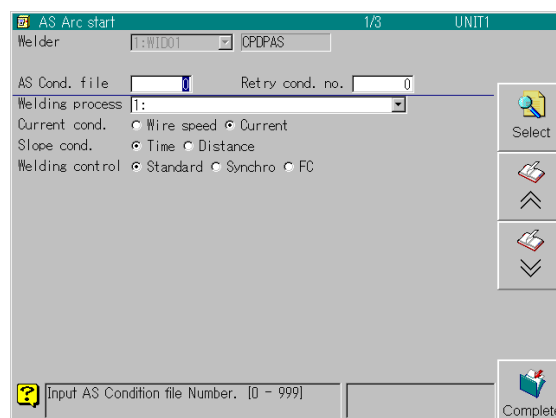 AS Arc start 1/3 UNIT1
Welder 1:WID01 CPDPAS
AS Cond. file 0 Retry cond. no. 0
Welding process 1:
Current cond. Wire speed Current
Select
Slope cond. Time Distance
Welding control Standard Synchro FC
Input AS Condition file Number. [0 - 999]
Complete